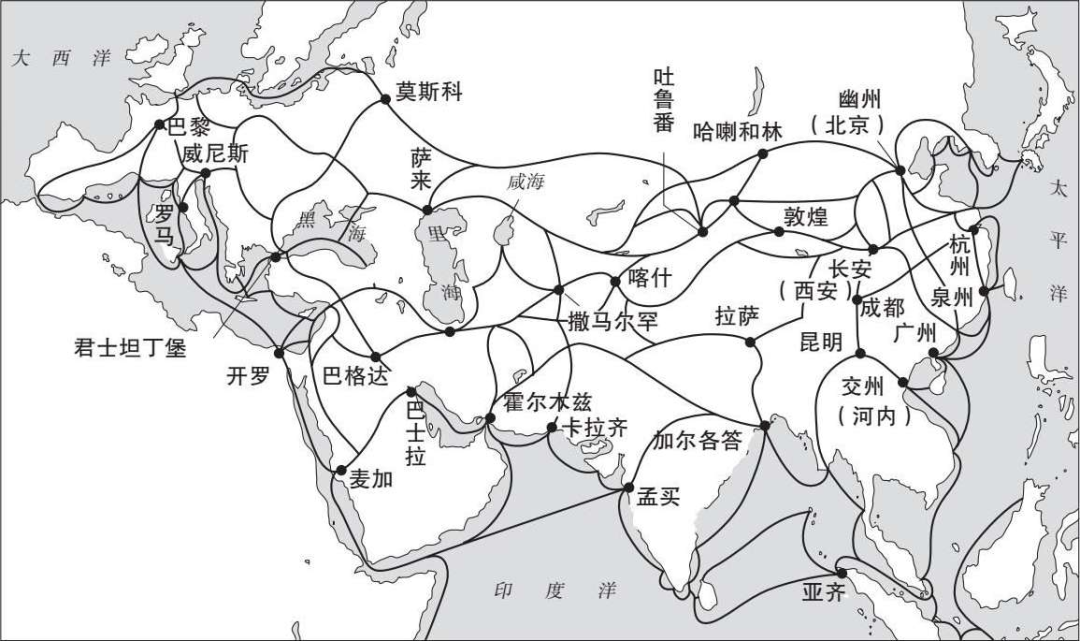 大西洋
莫斯科
巴黎
威尼斯
罗马
萨来
咸海
黑海
里海
吐鲁番
哈喇和林
幽州
(北京)
敦煌
长安
(西安)
杭州
泉州
太平洋
喀什
撒马尔罕
拉萨
成都
昆明
广州
交州
(河内)
君士坦丁堡
开罗
巴格达
巴士拉
霍尔木兹
卡拉齐
加尔各答
麦加
孟买
印度洋
亚齐